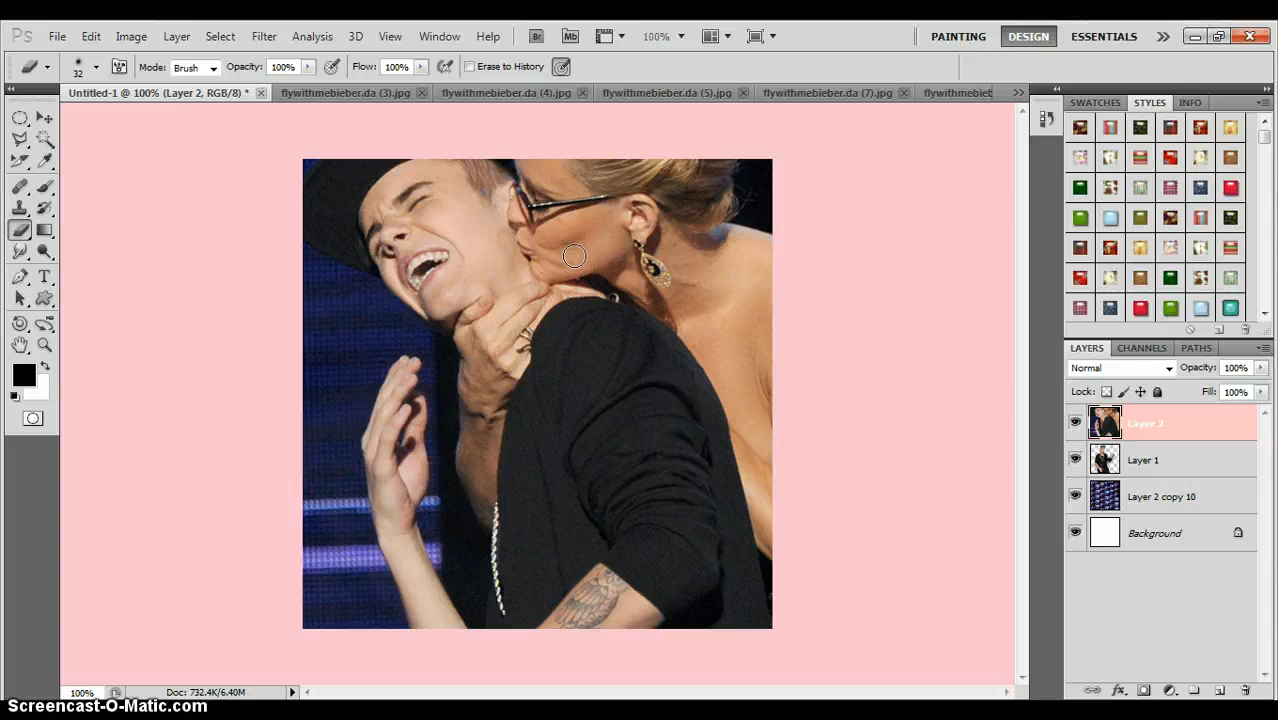 Ps File Edit Image Layer Select Filter Analysis 3D View Window Help Br Mb 100% PAINTING DESIGN ESSENTIALS
32 Mode: Brush Opacity: 100% Flow: 100% Erase to History
Untitled-1 @ 100% (Layer 2, RGB/8) * flywithmebieber.da (3).jpg flywithmebieber.da (4).jpg flywithmebieber.da (5).jpg flywithmebieber.da (7).jpg flywithmebieb
SWATCHES STYLES INFO
LAYERS CHANNELS PATHS
Normal Opacity: 100%
Lock: Fill: 100%
Layer 2
Layer 1
Layer 2 copy 10
Background
100% Doc: 732.4K/6.40M
Screencast-O-Matic.com